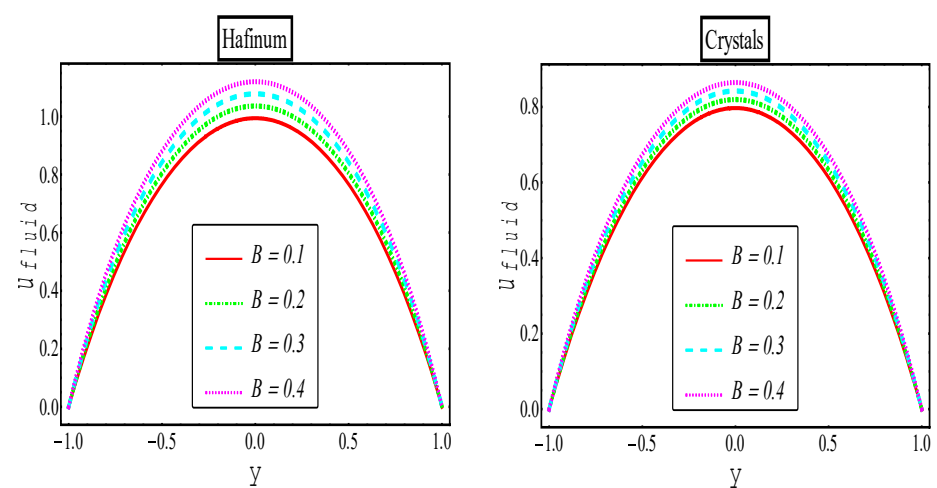 Hafinum
1.0
0.8
0.6
0.4
0.2
0.0
u fluid
B = 0.1
B = 0.2
B = 0.3
B = 0.4
−1.0 −0.5 0.0 0.5 1.0
y
Crystals
0.8
0.6
0.4
0.2
0.0
u fluid
B = 0.1
B = 0.2
B = 0.3
B = 0.4
−1.0 −0.5 0.0 0.5 1.0
y